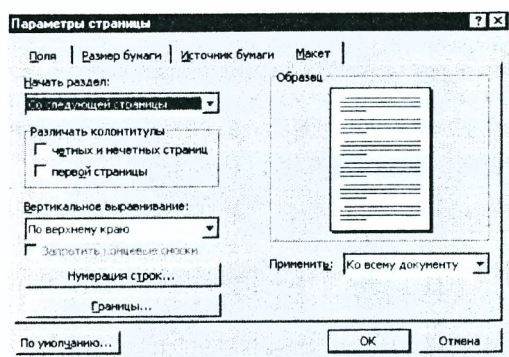 Параметры страницы
Поля Размер бумаги Источник бумаги Макет
Начать раздел:
Со следующей страницы
Различать колонтитулы
четных и нечетных страниц
первой страницы
Вертикальное выравнивание:
По верхнему краю
Запретить концевые сноски
Нумерация строк...
Границы...
Образец
Применить: Ко всему документу
По умолчанию... ОК Отмена